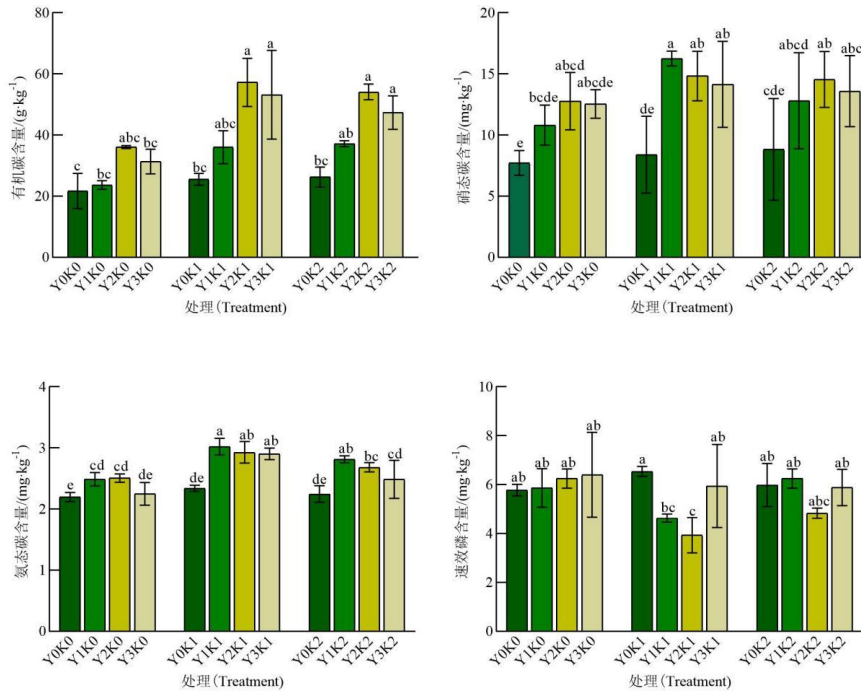 有机碳含量/(g·kg⁻¹)
80
60
40
20
0
c
bc
abc
bc
bc
abc
a
a
bc
ab
a
a
Y0K0
Y1K0
Y2K0
Y3K0
Y0K1
Y1K1
Y2K1
Y3K1
Y0K2
Y1K2
Y2K2
Y3K2
处理(Treatment)
硝态碳含量/(mg·kg⁻¹)
20
15
10
5
0
e
bcde
abcd
abcde
de
a
ab
ab
cde
abcd
ab
abc
Y0K0
Y1K0
Y2K0
Y3K0
Y0K1
Y1K1
Y2K1
Y3K1
Y0K2
Y1K2
Y2K2
Y3K2
处理(Treatment)
氨态碳含量/(mg·kg⁻¹)
4
3
2
1
0
e
cd
cd
de
de
a
ab
ab
de
ab
bc
cd
Y0K0
Y1K0
Y2K0
Y3K0
Y0K1
Y1K1
Y2K1
Y3K1
Y0K2
Y1K2
Y2K2
Y3K2
处理(Treatment)
速效磷含量/(mg·kg⁻¹)
10
8
6
4
2
0
ab
ab
ab
ab
a
bc
c
ab
ab
ab
abc
ab
Y0K0
Y1K0
Y2K0
Y3K0
Y0K1
Y1K1
Y2K1
Y3K1
Y0K2
Y1K2
Y2K2
Y3K2
处理(Treatment)